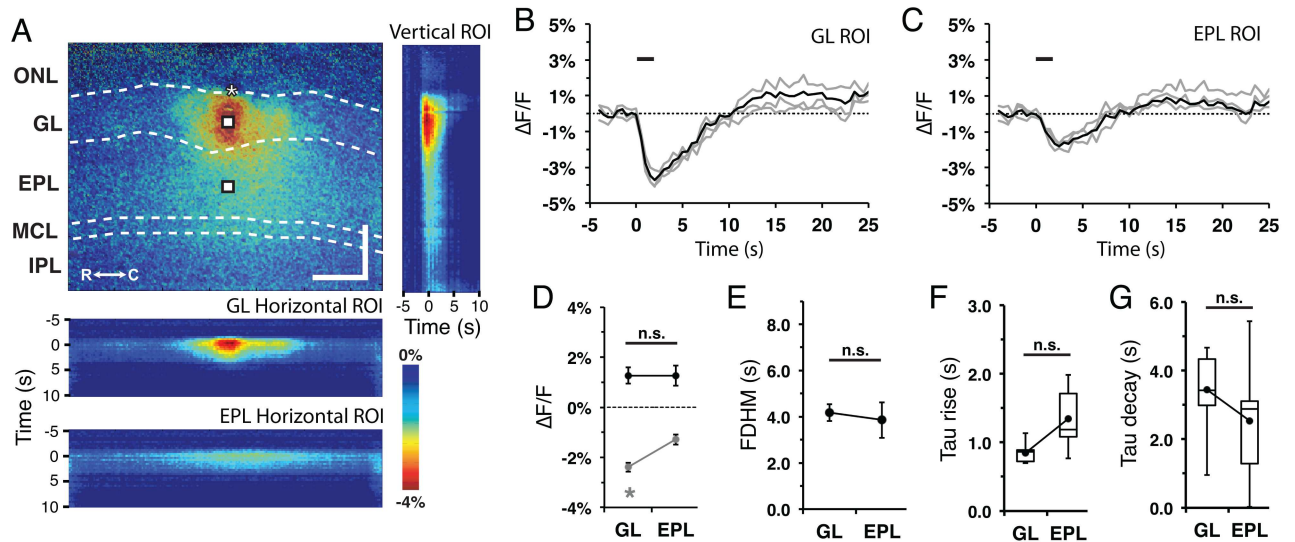 A
ONL
GL
EPL
MCL
IPL
*
R↔C
Vertical ROI
-5 0 5 10
Time (s)
GL Horizontal ROI
-5
0
5
10
Time (s)
EPL Horizontal ROI
-5
0
5
10
0%
-4%
B
GL ROI
5%
3%
1%
-1%
-3%
-5%
ΔF/F
-5 0 5 10 15 20 25
Time (s)
C
EPL ROI
5%
3%
1%
-1%
-3%
-5%
ΔF/F
-5 0 5 10 15 20 25
Time (s)
D
n.s.
4%
2%
0%
-2%
-4%
ΔF/F
*
GL EPL
E
n.s.
8.0
6.0
4.0
2.0
0.0
FDHM (s)
GL EPL
F
n.s.
3.0
2.0
1.0
0.0
Tau rise (s)
GL EPL
G
n.s.
6.0
4.0
2.0
0.0
Tau decay (s)
GL EPL